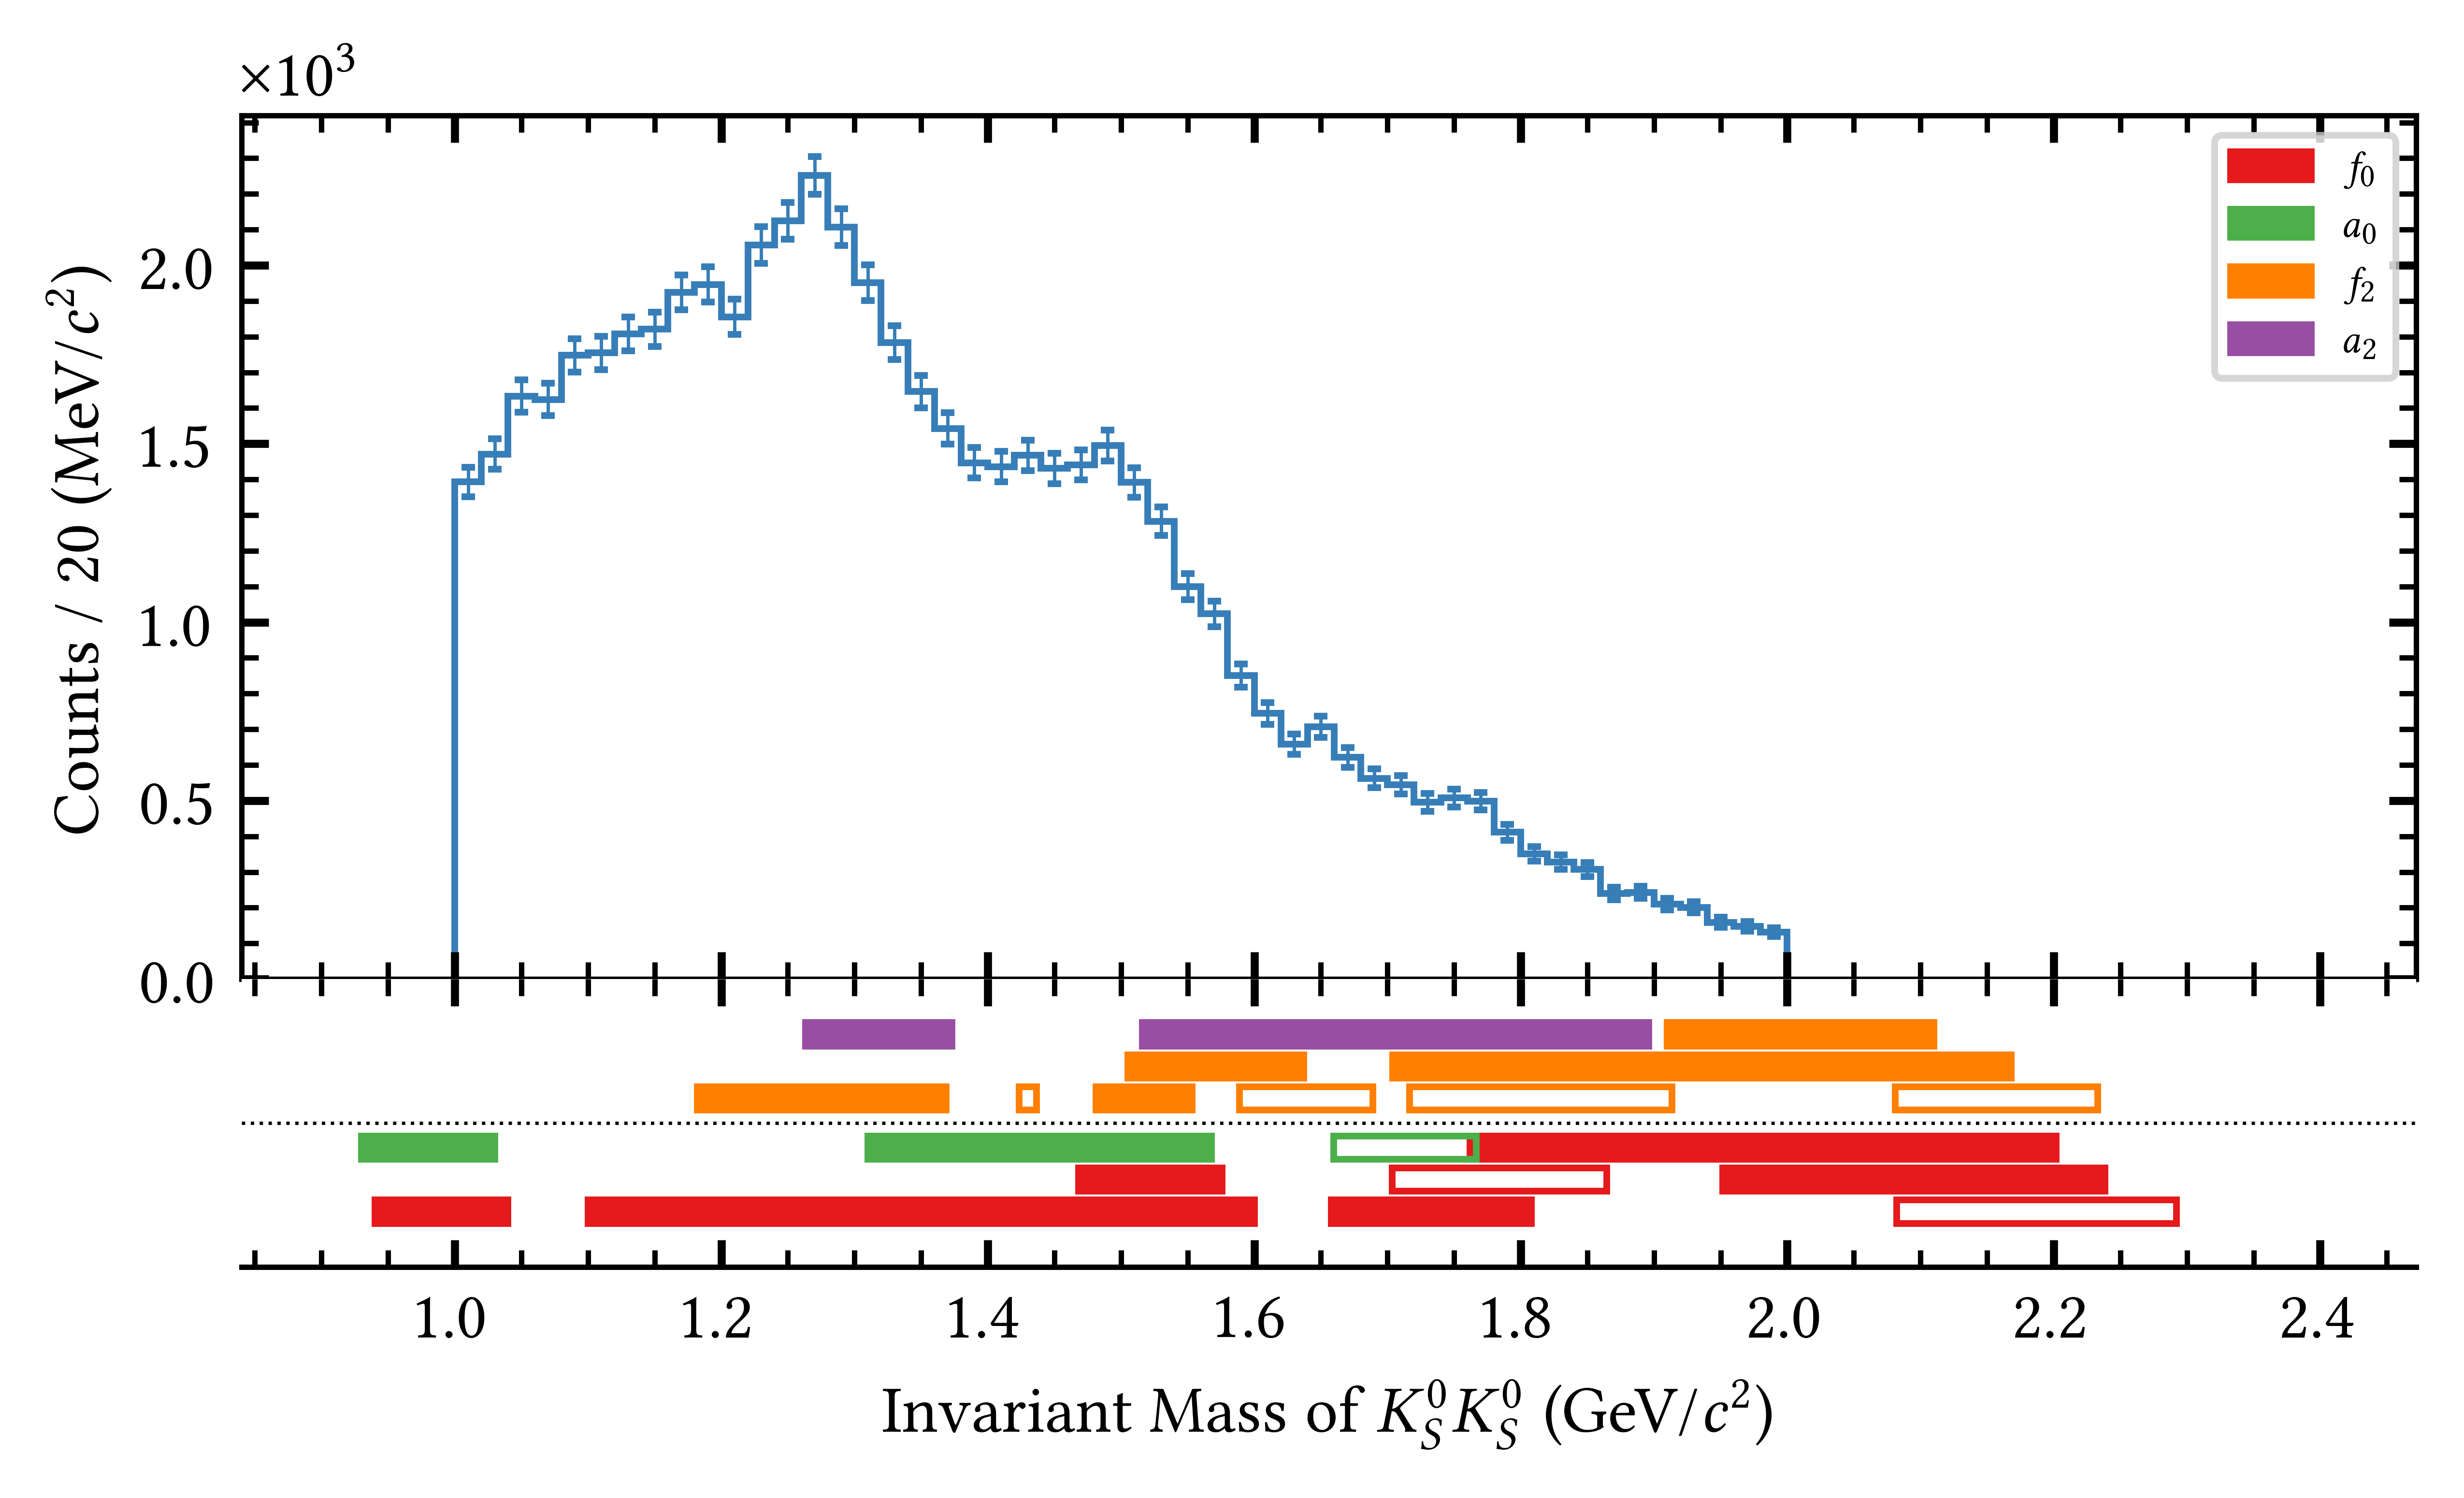 ×10³
Counts / 20 (MeV/c²)
2.0
1.5
1.0
0.5
0.0
f₀
a₀
f₂
a₂
1.0 1.2 1.4 1.6 1.8 2.0 2.2 2.4
Invariant Mass of K⁰_S K⁰_S (GeV/c²)